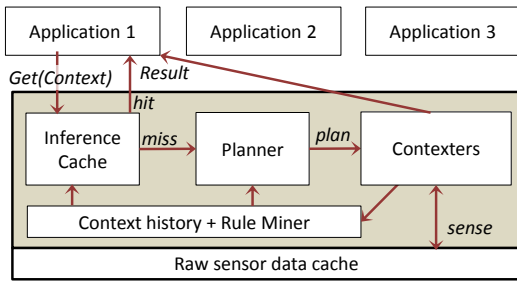 Application 1
Application 2
Application 3
Get(Context)
Result
hit
Inference
Cache
miss
Planner
plan
Contexters
Context history + Rule Miner
sense
Raw sensor data cache